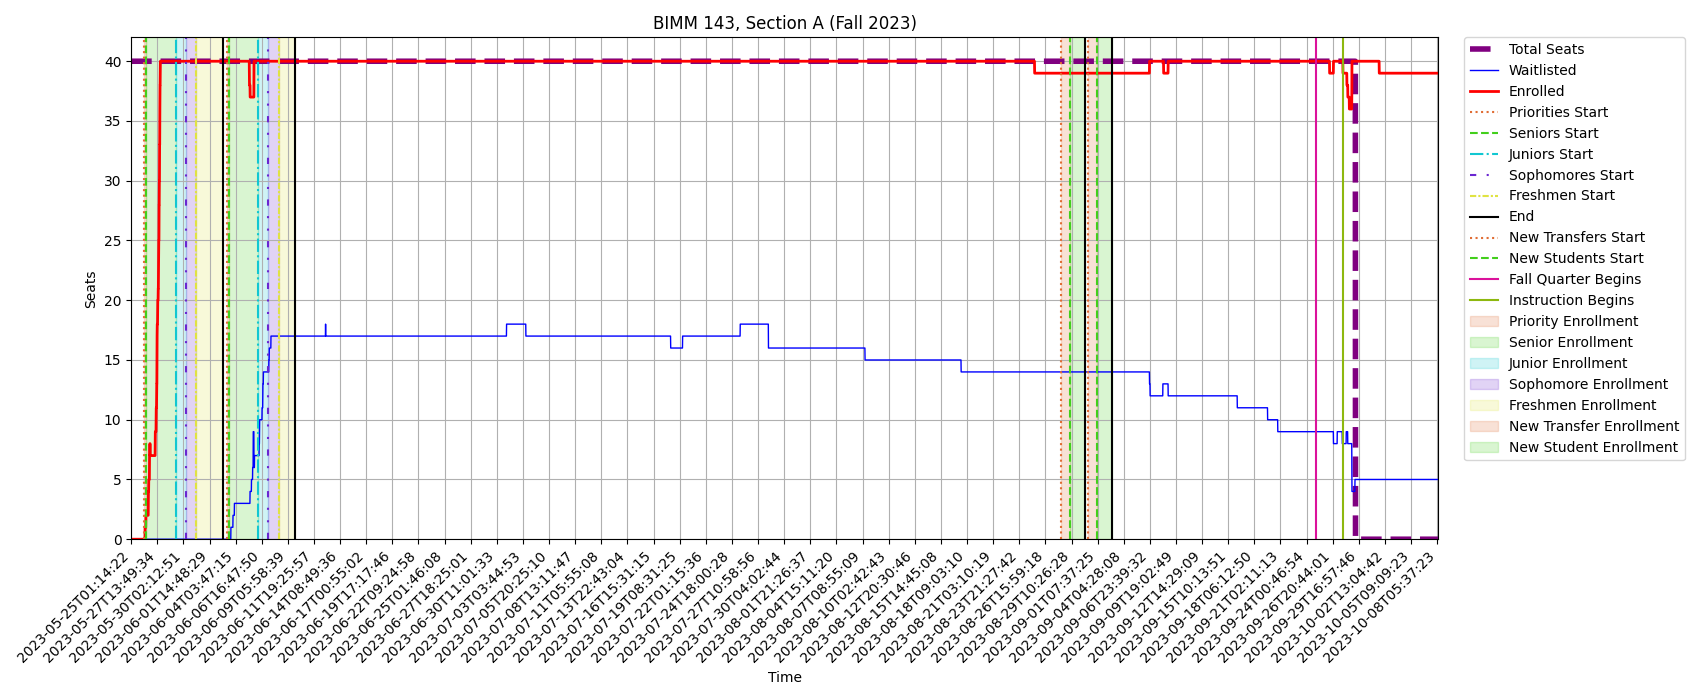 BIMM 143, Section A (Fall 2023)
Seats
40
35
30
25
20
15
10
5
0
2023-05-25T01:14:22
2023-05-27T13:49:34
2023-05-30T02:12:51
2023-06-01T14:48:29
2023-06-04T03:47:15
2023-06-06T16:47:50
2023-06-09T05:58:39
2023-06-11T19:25:57
2023-06-14T08:49:36
2023-06-17T00:55:02
2023-06-19T17:17:46
2023-06-22T09:24:58
2023-06-25T01:46:08
2023-06-27T18:25:01
2023-06-30T11:01:33
2023-07-03T03:44:53
2023-07-05T20:25:10
2023-07-08T13:11:47
2023-07-11T05:55:08
2023-07-13T22:43:04
2023-07-16T15:31:15
2023-07-19T08:31:25
2023-07-22T01:15:36
2023-07-24T18:00:28
2023-07-27T10:58:56
2023-07-30T04:02:44
2023-08-01T21:26:37
2023-08-04T15:11:20
2023-08-07T08:55:09
2023-08-10T02:42:43
2023-08-12T20:30:46
2023-08-15T14:45:08
2023-08-18T09:03:10
2023-08-21T03:10:19
2023-08-23T21:27:42
2023-08-26T15:59:18
2023-08-29T10:26:28
2023-09-01T07:37:25
2023-09-04T04:28:08
2023-09-06T23:39:32
2023-09-09T19:02:49
2023-09-12T14:29:09
2023-09-15T10:13:51
2023-09-18T06:12:50
2023-09-21T02:11:13
2023-09-24T00:46:54
2023-09-26T20:44:01
2023-09-29T16:57:46
2023-10-02T13:04:42
2023-10-05T09:09:23
2023-10-08T05:37:23
Time
Total Seats
Waitlisted
Enrolled
Priorities Start
Seniors Start
Juniors Start
Sophomores Start
Freshmen Start
End
New Transfers Start
New Students Start
Fall Quarter Begins
Instruction Begins
Priority Enrollment
Senior Enrollment
Junior Enrollment
Sophomore Enrollment
Freshmen Enrollment
New Transfer Enrollment
New Student Enrollment